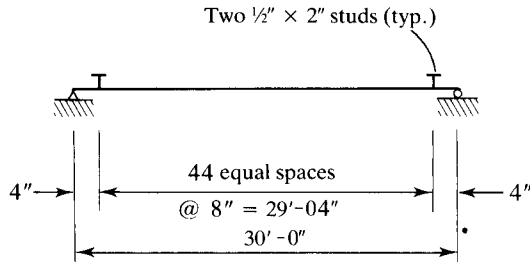 Two ½" × 2" studs (typ.)
4"
44 equal spaces
@ 8" = 29'-04"
4"
30'-0"